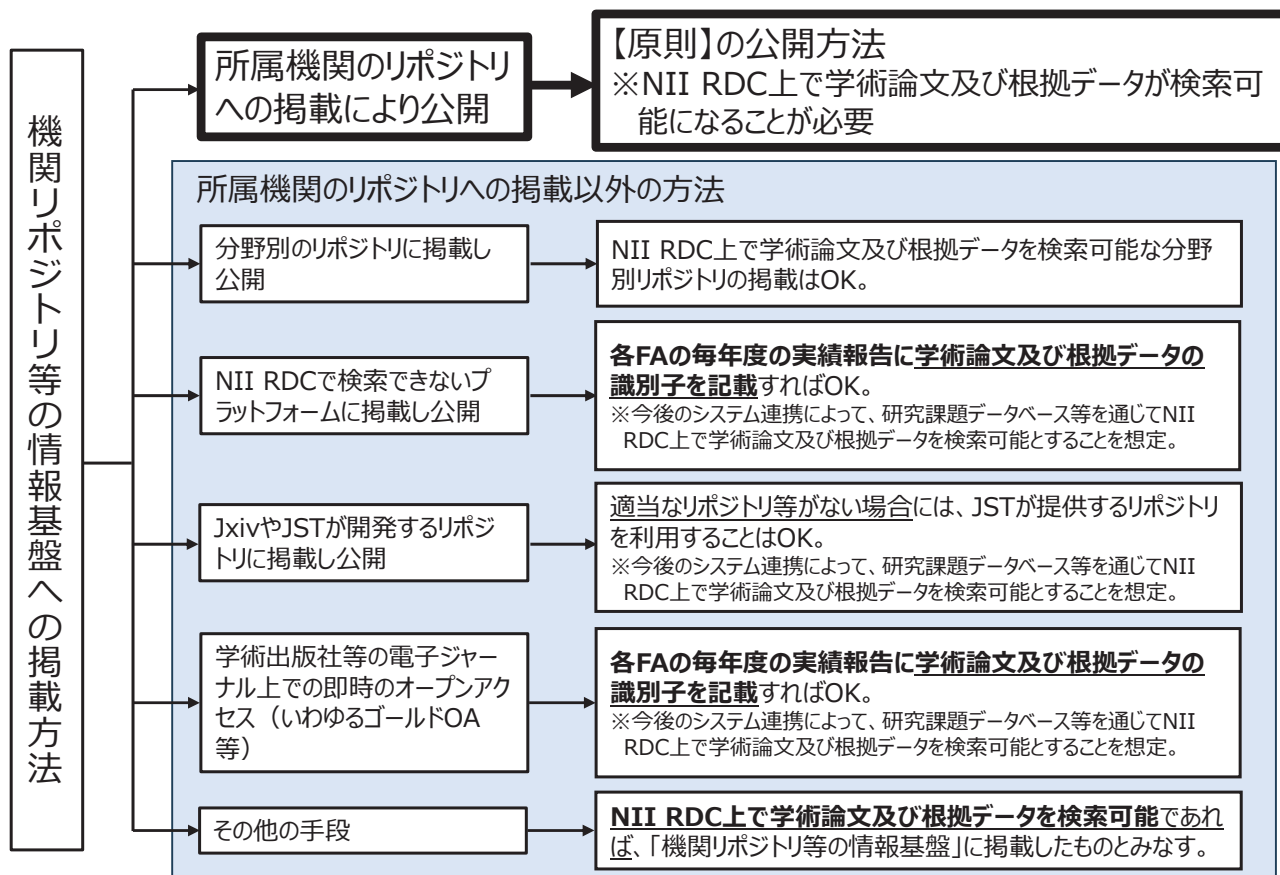 機関リポジトリ等の情報基盤への掲載方法
所属機関のリポジトリ
への掲載により公開
【原則】の公開方法
※NII RDC上で学術論文及び根拠データが検索可
能になることが必要
所属機関のリポジトリへの掲載以外の方法
分野別のリポジトリに掲載し
公開
NII RDC上で学術論文及び根拠データを検索可能な分野
別リポジトリの掲載はOK。
NII RDCで検索できないプ
ラットフォームに掲載し公開
各FAの毎年度の実績報告に学術論文及び根拠データの
識別子を記載すればOK。
※今後のシステム連携によって、研究課題データベース等を通じてNII
RDC上で学術論文及び根拠データを検索可能とすることを想定。
JxivやJSTが開発するリポジ
トリに掲載し公開
適当なリポジトリ等がない場合には、JSTが提供するリポジトリ
を利用することはOK。
※今後のシステム連携によって、研究課題データベース等を通じてNII
RDC上で学術論文及び根拠データを検索可能とすることを想定。
学術出版社等の電子ジャー
ナル上での即時のオープンアク
セス（いわゆるゴールドOA
等）
各FAの毎年度の実績報告に学術論文及び根拠データの
識別子を記載すればOK。
※今後のシステム連携によって、研究課題データベース等を通じてNII
RDC上で学術論文及び根拠データを検索可能とすることを想定。
その他の手段
NII RDC上で学術論文及び根拠データを検索可能であれ
ば、「機関リポジトリ等の情報基盤」に掲載したものとみなす。